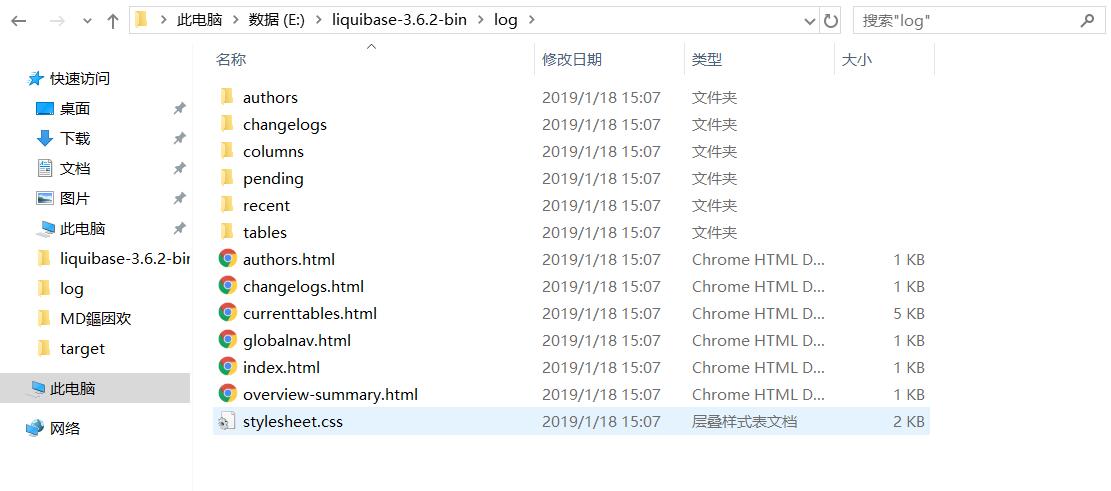 此电脑 > 数据 (E:) > liquibase-3.6.2-bin > log >
搜索"log"
名称 修改日期 类型 大小
快速访问
桌面
下载
文档
图片
此电脑
liquibase-3.6.2-bin
log
MD鏂囷欢
target
此电脑
网络
authors 2019/1/18 15:07 文件夹
changelogs 2019/1/18 15:07 文件夹
columns 2019/1/18 15:07 文件夹
pending 2019/1/18 15:07 文件夹
recent 2019/1/18 15:07 文件夹
tables 2019/1/18 15:07 文件夹
authors.html 2019/1/18 15:07 Chrome HTML D... 1 KB
changelogs.html 2019/1/18 15:07 Chrome HTML D... 1 KB
currenttables.html 2019/1/18 15:07 Chrome HTML D... 5 KB
globalnav.html 2019/1/18 15:07 Chrome HTML D... 1 KB
index.html 2019/1/18 15:07 Chrome HTML D... 1 KB
overview-summary.html 2019/1/18 15:07 Chrome HTML D... 1 KB
stylesheet.css 2019/1/18 15:07 层叠样式表文档 2 KB